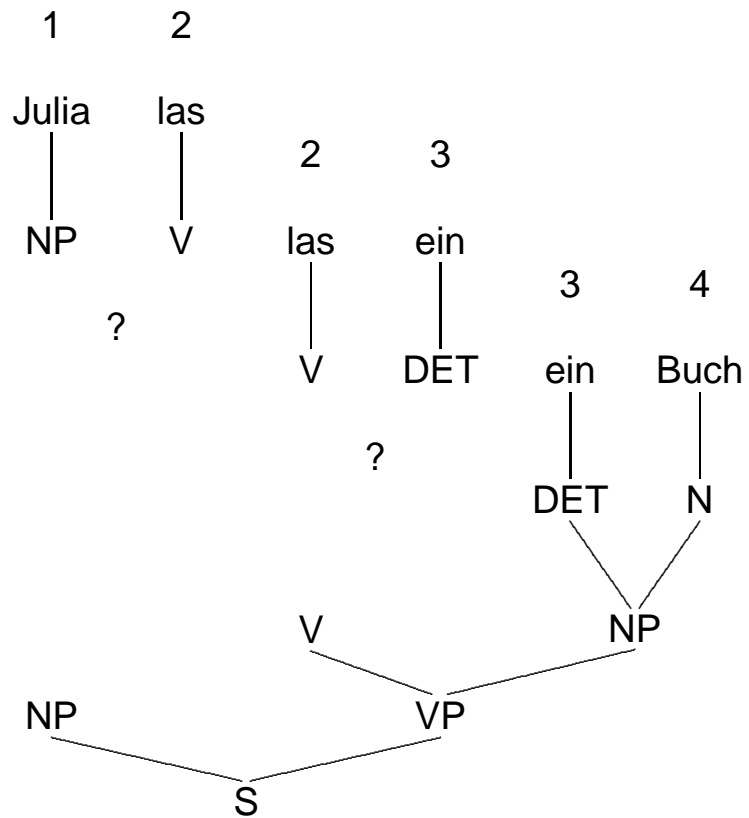 1 2
Julia las
2 3
NP V las ein
3 4
?
V DET ein Buch
?
DET N
V NP
NP VP
S